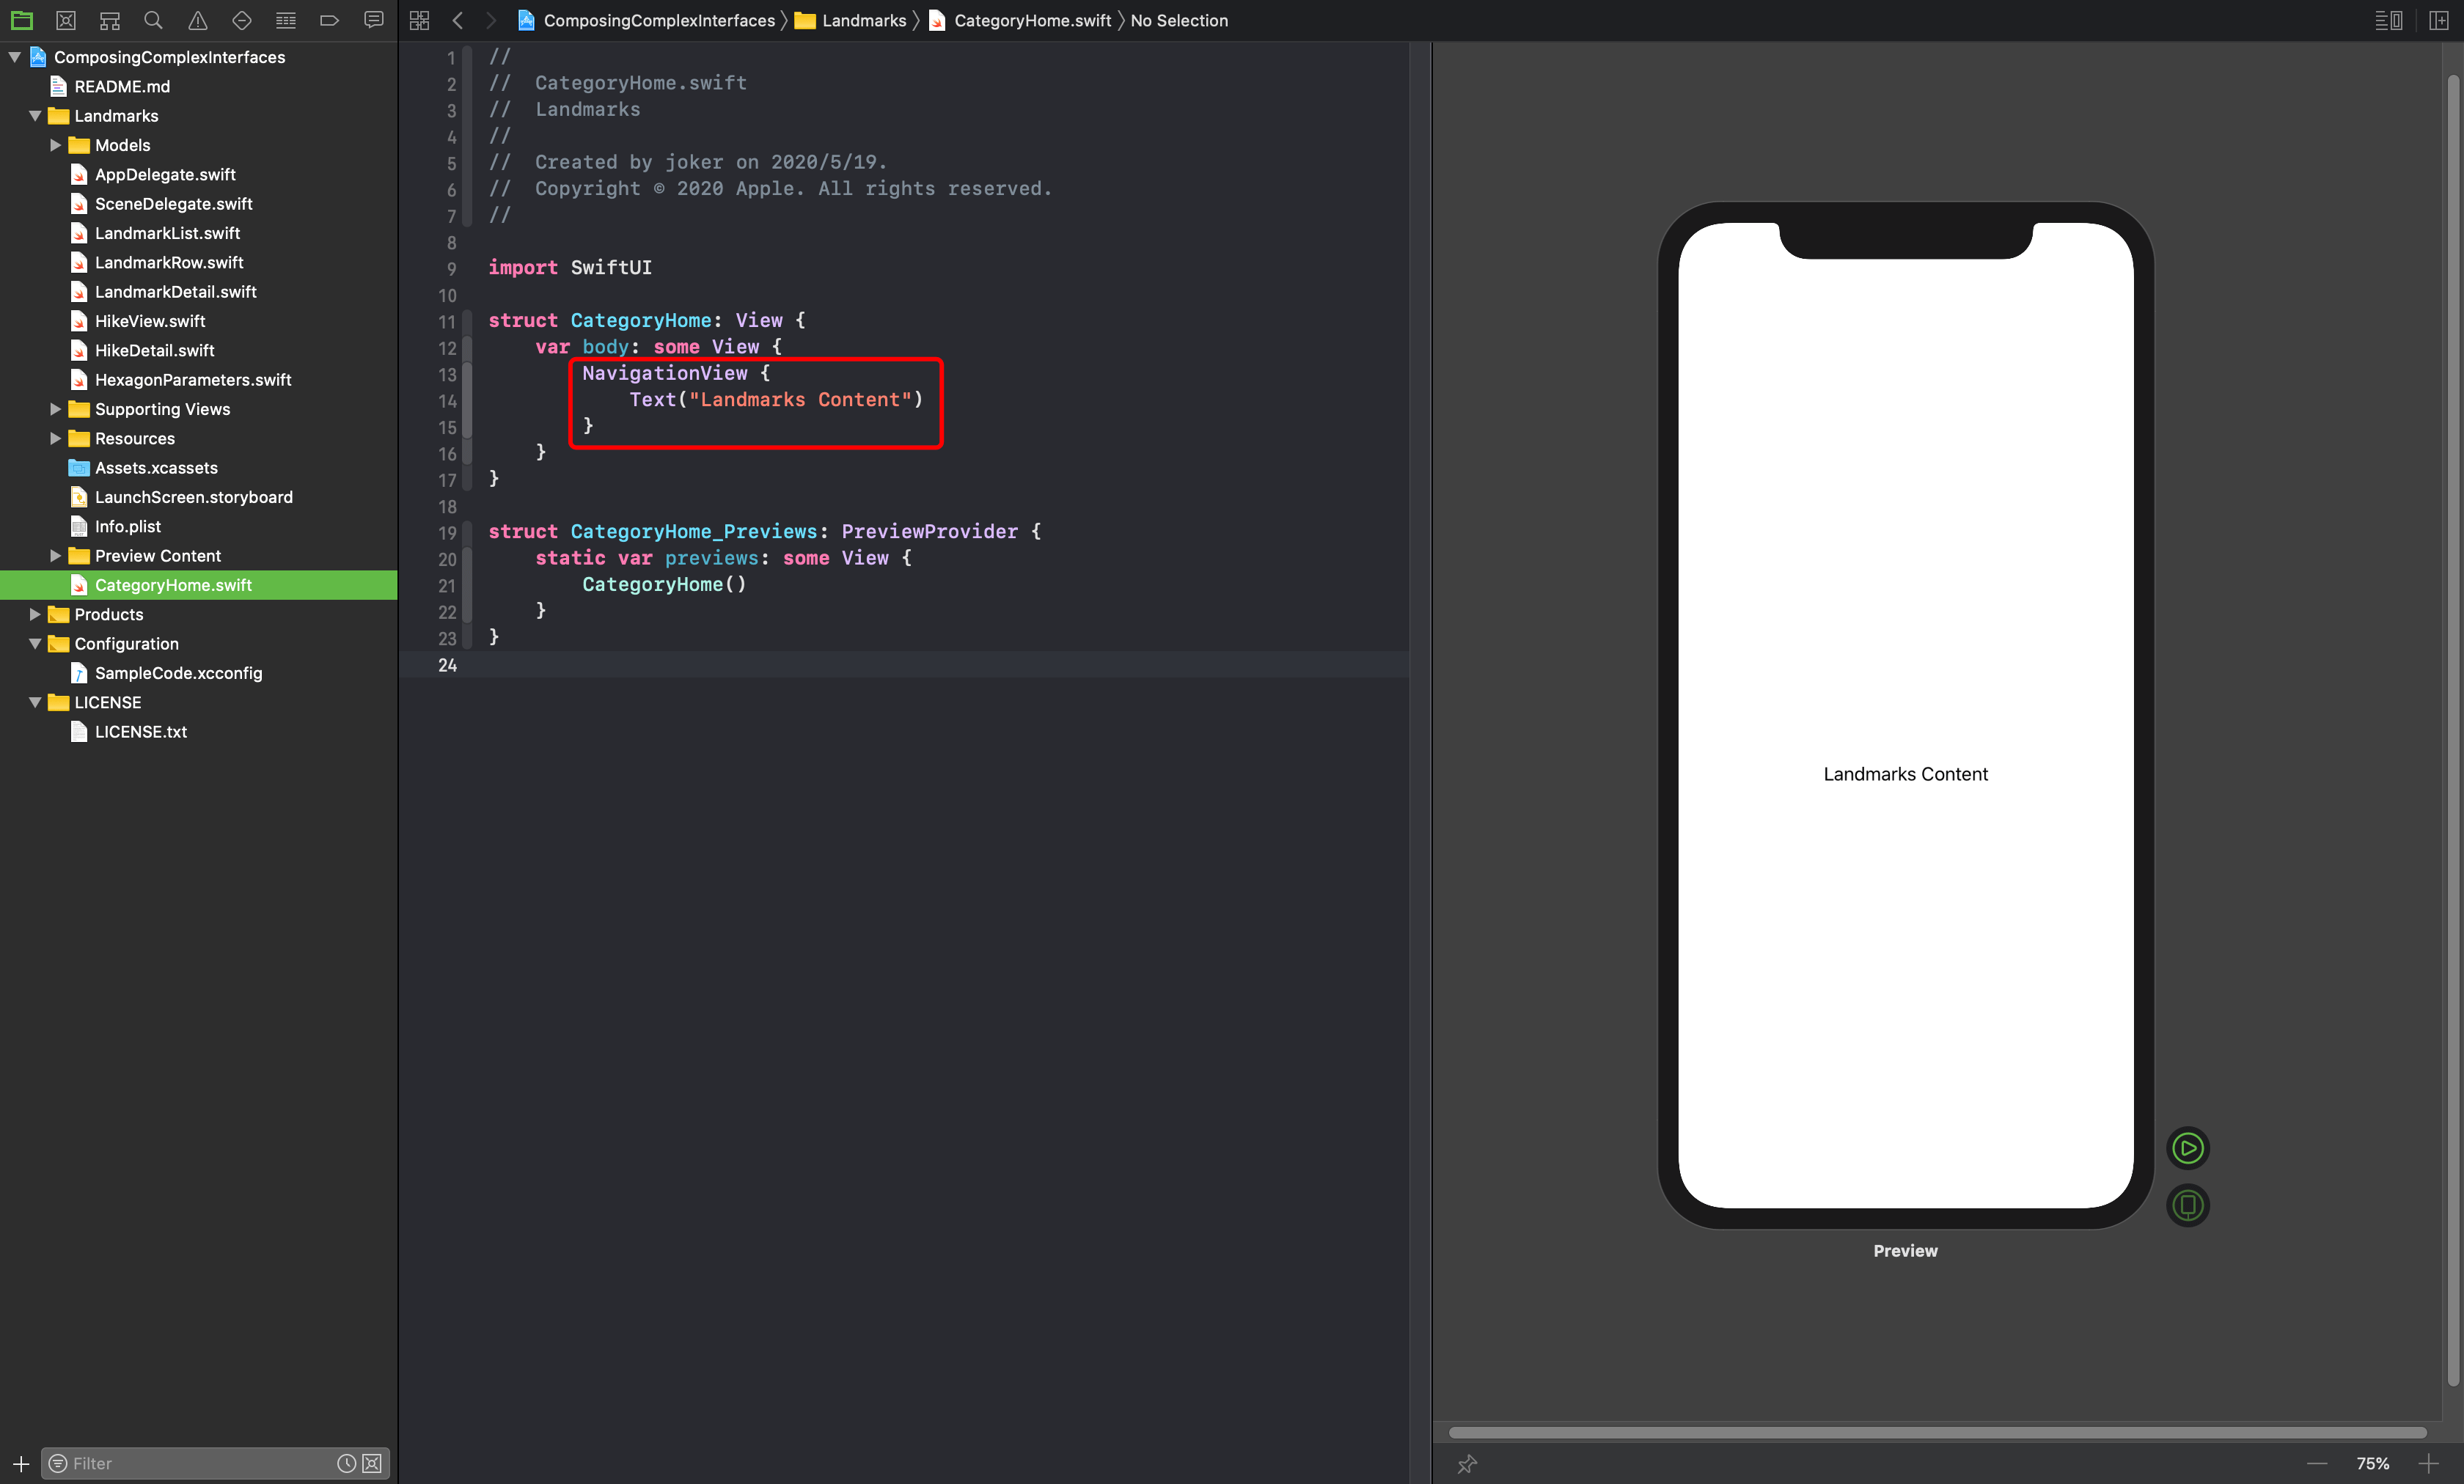 ComposingComplexInterfaces
README.md
Landmarks
Models
AppDelegate.swift
SceneDelegate.swift
LandmarkList.swift
LandmarkRow.swift
LandmarkDetail.swift
HikeView.swift
HikeDetail.swift
HexagonParameters.swift
Supporting Views
Resources
Assets.xcassets
LaunchScreen.storyboard
Info.plist
Preview Content
CategoryHome.swift
Products
Configuration
SampleCode.xcconfig
LICENSE
LICENSE.txt
Filter
ComposingComplexInterfaces 〉 Landmarks 〉 CategoryHome.swift 〉 No Selection
1 //
2 //  CategoryHome.swift
3 //  Landmarks
4 //
5 //  Created by joker on 2020/5/19.
6 //  Copyright © 2020 Apple. All rights reserved.
7 //
8
9 import SwiftUI
10
11 struct CategoryHome: View {
12     var body: some View {
13         NavigationView {
14             Text("Landmarks Content")
15         }
16     }
17 }
18
19 struct CategoryHome_Previews: PreviewProvider {
20     static var previews: some View {
21         CategoryHome()
22     }
23 }
24
Landmarks Content
Preview
75%